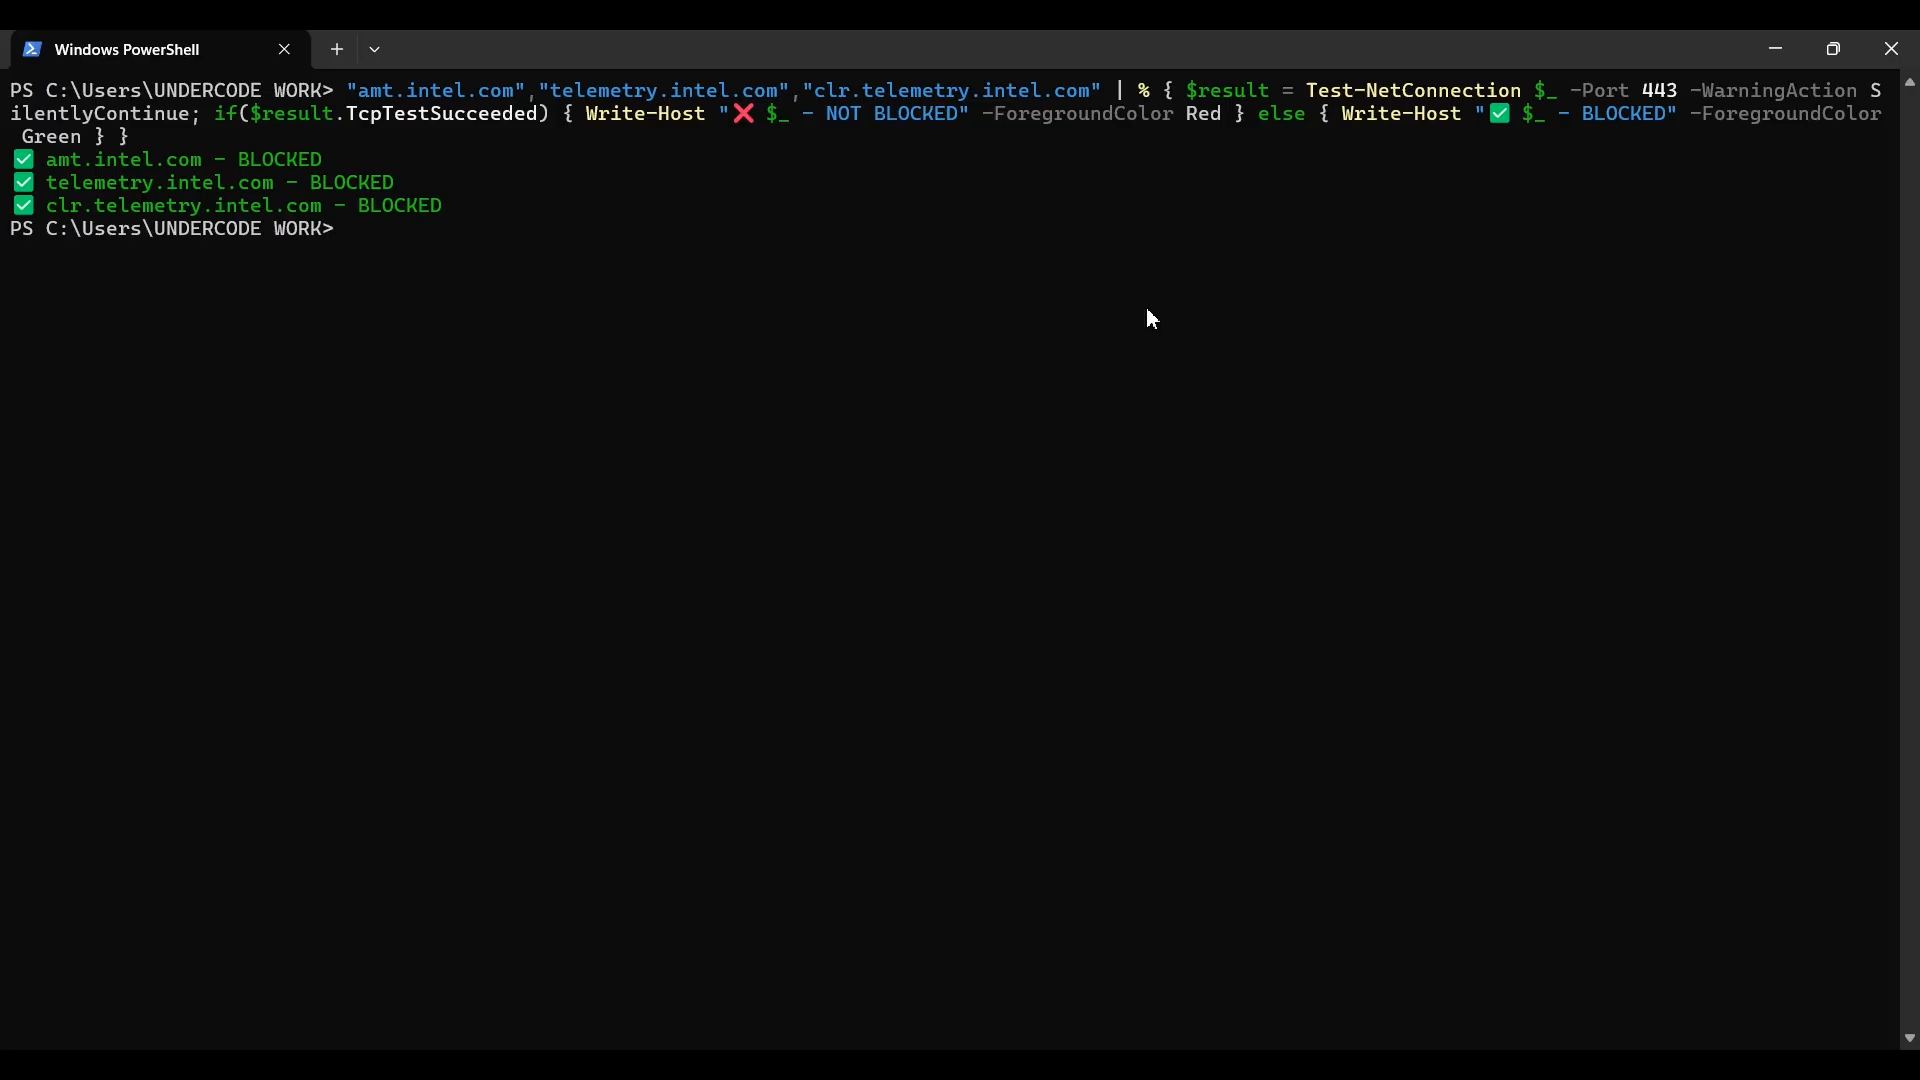 Windows PowerShell
PS C:\Users\UNDERCODE WORK> "amt.intel.com","telemetry.intel.com","clr.telemetry.intel.com" | % { $result = Test-NetConnection $_ -Port 443 -WarningAction S
ilentlyContinue; if($result.TcpTestSucceeded) { Write-Host "❌ $_ - NOT BLOCKED" -ForegroundColor Red } else { Write-Host "✅ $_ - BLOCKED" -ForegroundColor
Green } }
✅ amt.intel.com - BLOCKED
✅ telemetry.intel.com - BLOCKED
✅ clr.telemetry.intel.com - BLOCKED
PS C:\Users\UNDERCODE WORK>